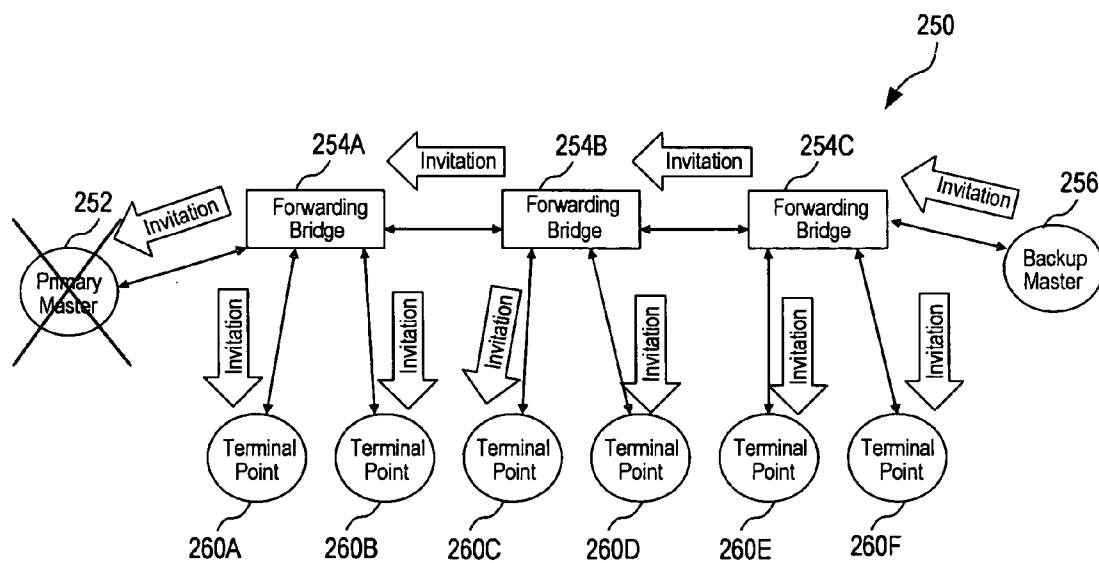 250
254A
Invitation
254B
Invitation
254C
Invitation
256
252
Invitation
Forwarding
Bridge
Forwarding
Bridge
Forwarding
Bridge
Primary
Master
Backup
Master
Invitation
Invitation
Invitation
Invitation
Invitation
Invitation
Terminal
Point
Terminal
Point
Terminal
Point
Terminal
Point
Terminal
Point
Terminal
Point
260A
260B
260C
260D
260E
260F